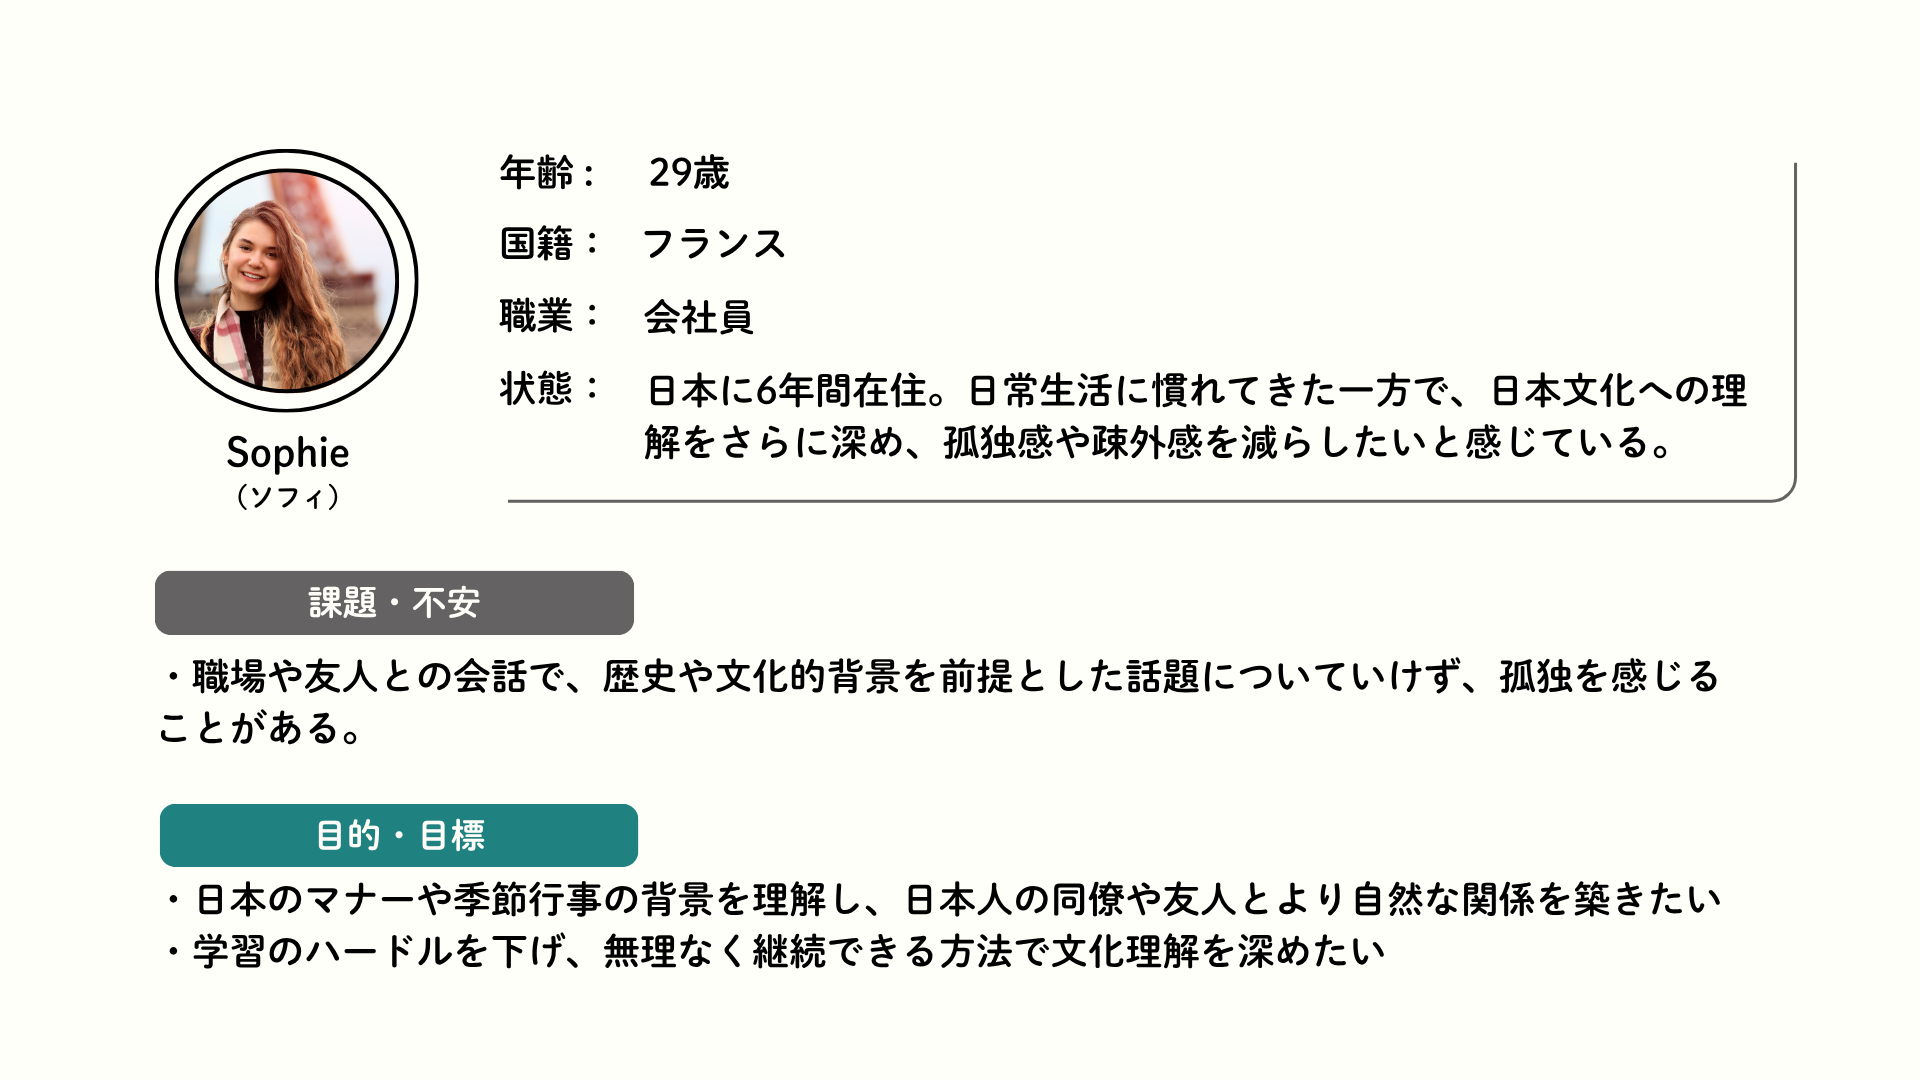 年齢： 29歳
国籍： フランス
職業： 会社員
状態： 日本に6年間在住。日常生活に慣れてきた一方で、日本文化への理
解をさらに深め、孤独感や疎外感を減らしたいと感じている。
Sophie
（ソフィ）
課題・不安
・職場や友人との会話で、歴史や文化的背景を前提とした話題についていけず、孤独を感じる
ことがある。
目的・目標
・日本のマナーや季節行事の背景を理解し、日本人の同僚や友人とより自然な関係を築きたい
・学習のハードルを下げ、無理なく継続できる方法で文化理解を深めたい